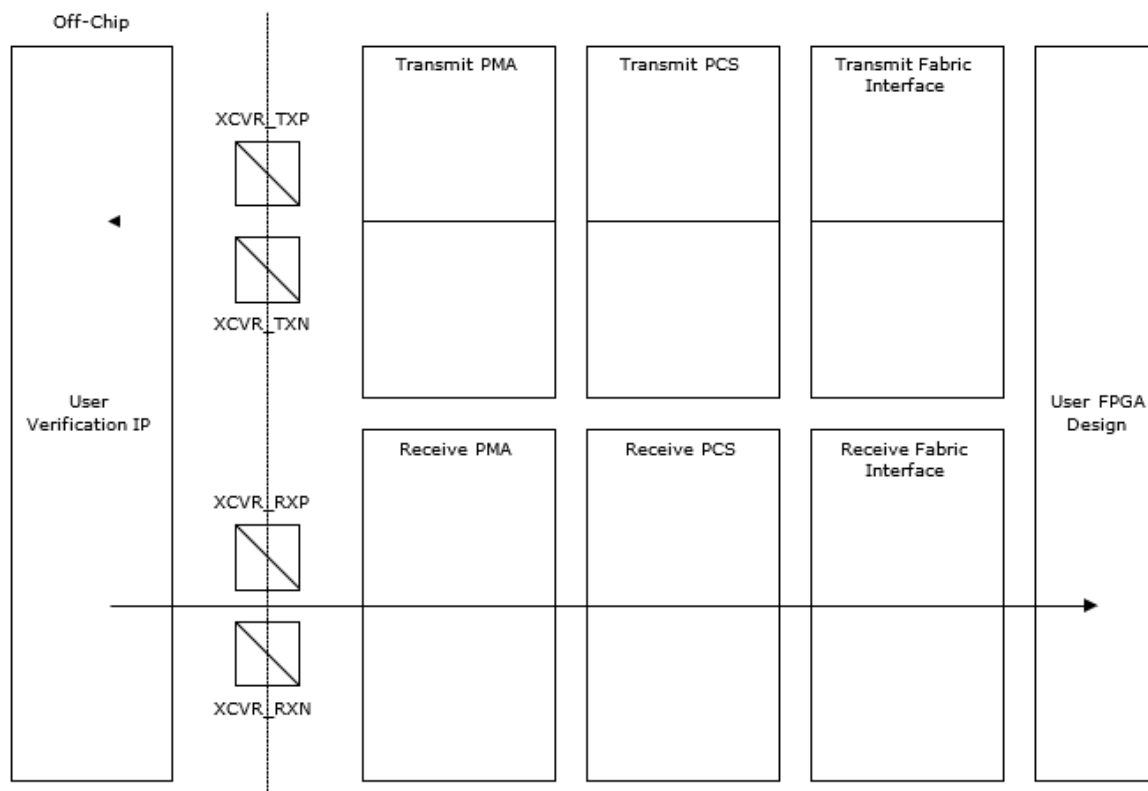 Off-Chip
Transmit PMA
Transmit PCS
Transmit Fabric
Interface
XCVR_TXP
XCVR_TXN
User
Verification IP
User FPGA
Design
Receive PMA
Receive PCS
Receive Fabric
Interface
XCVR_RXP
XCVR_RXN